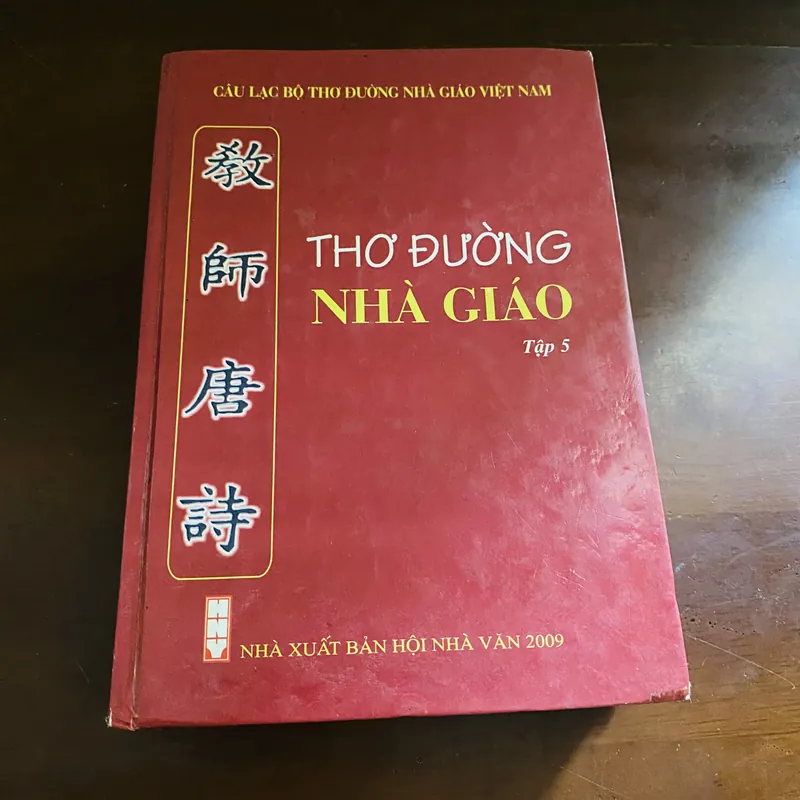 CÂU LẠC BỘ THƠ ĐƯỜNG NHÀ GIÁO VIỆT NAM
教師唐詩
THƠ ĐƯỜNG
NHÀ GIÁO
Tập 5
HNV
NHÀ XUẤT BẢN HỘI NHÀ VĂN 2009